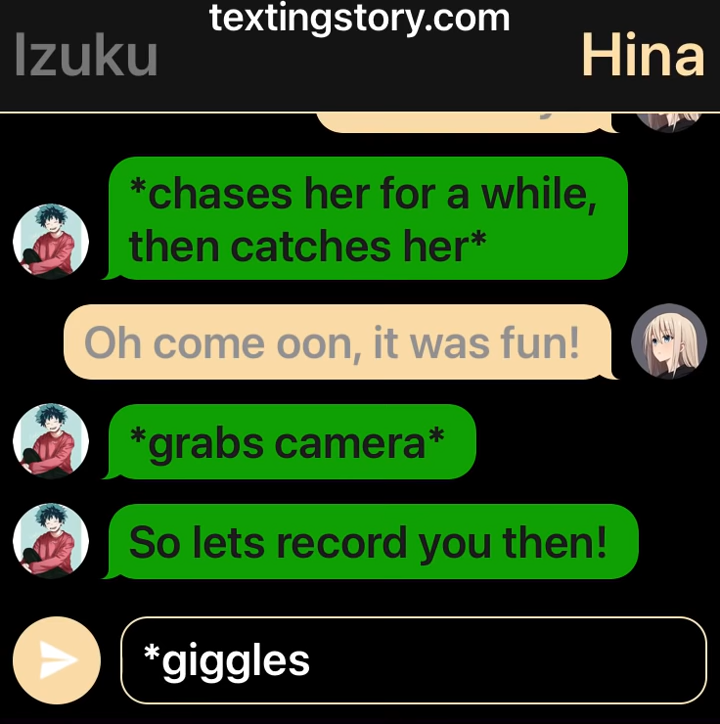 textingstory.com
Izuku
Hina
*chases her for a while,
then catches her*
Oh come oon, it was fun!
*grabs camera*
So lets record you then!
*giggles